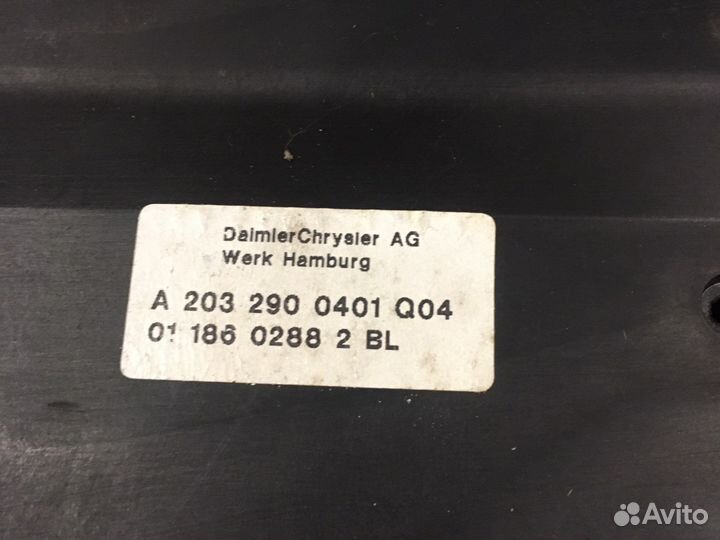 DaimlerChrysler AG
Werk Hamburg
A 203 290 0401 Q04
01 186 0288 2 BL
Avito